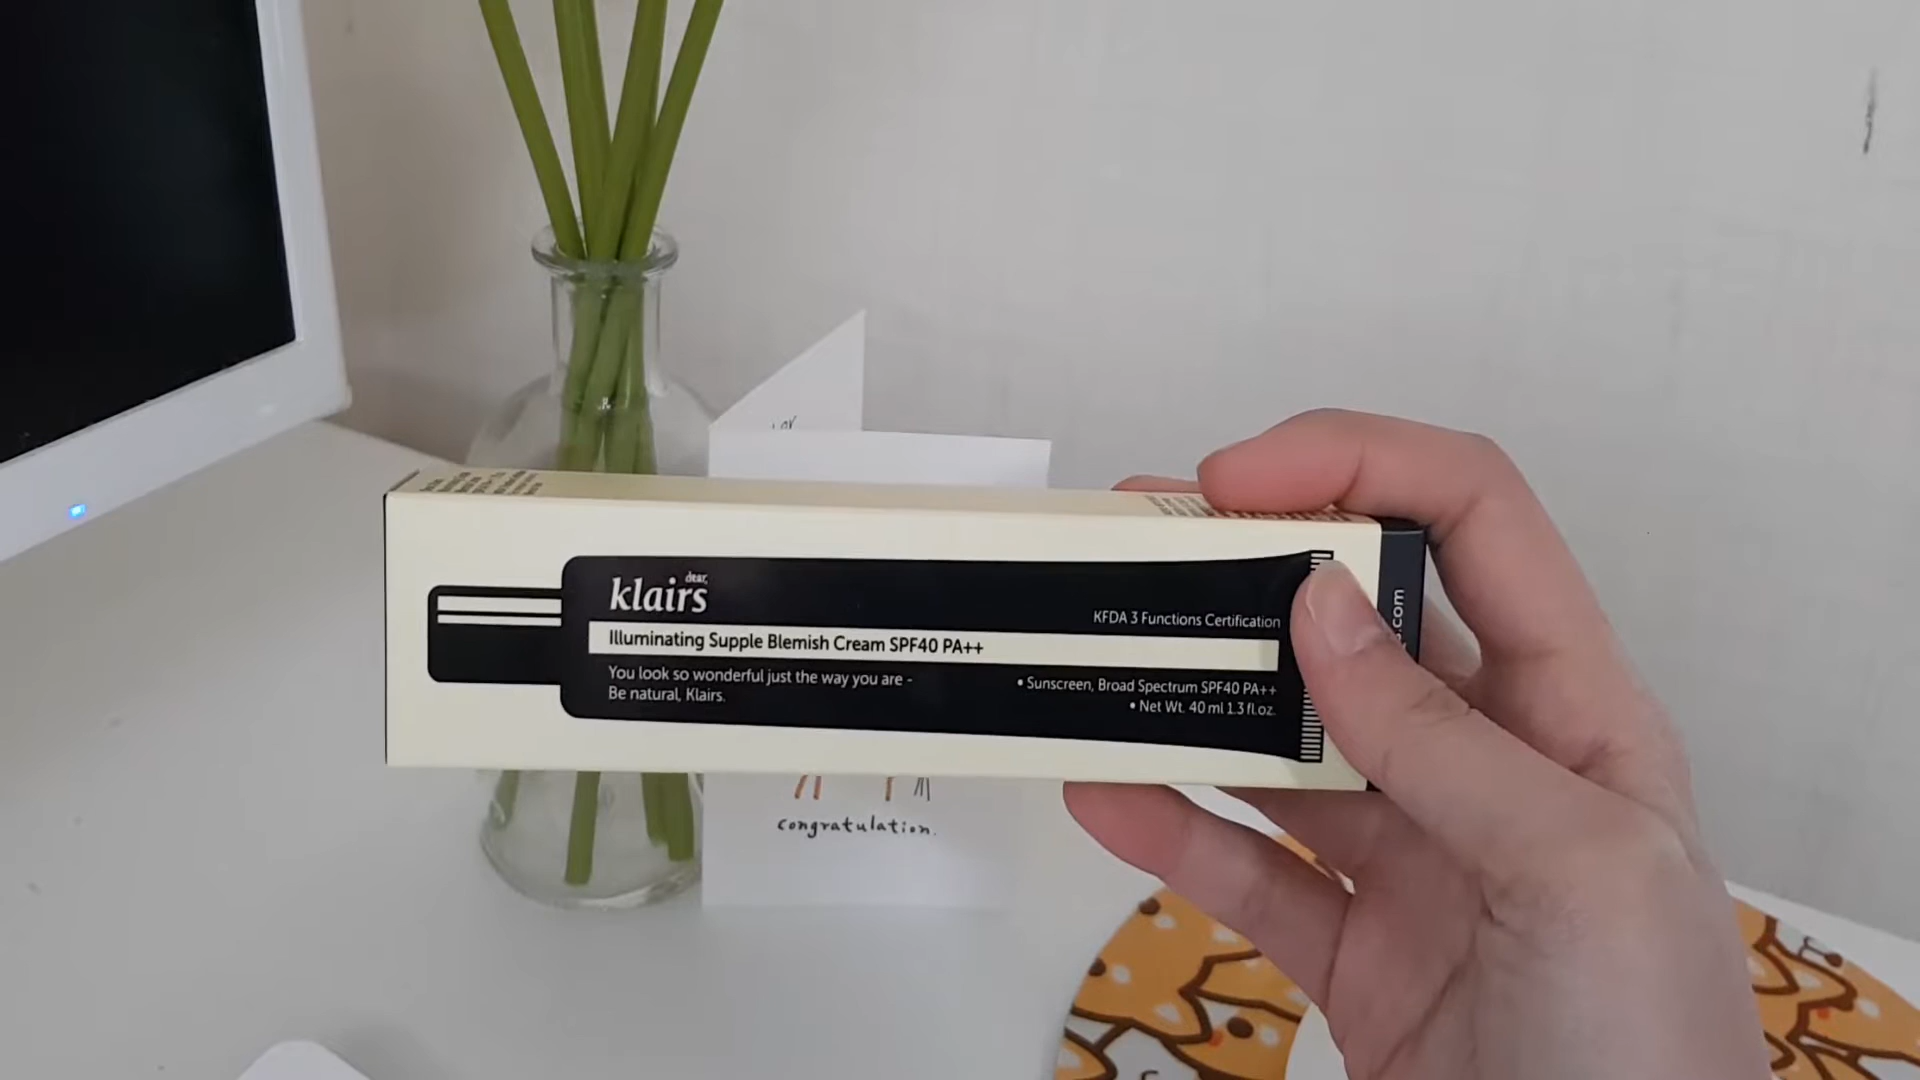 dear,
klairs
KFDA 3 Functions Certification
Illuminating Supple Blemish Cream SPF40 PA++
You look so wonderful just the way you are -
Be natural, Klairs.
• Sunscreen, Broad Spectrum SPF40 PA++
• Net Wt. 40 ml 1.3 fl.oz.
.com
congratulation.